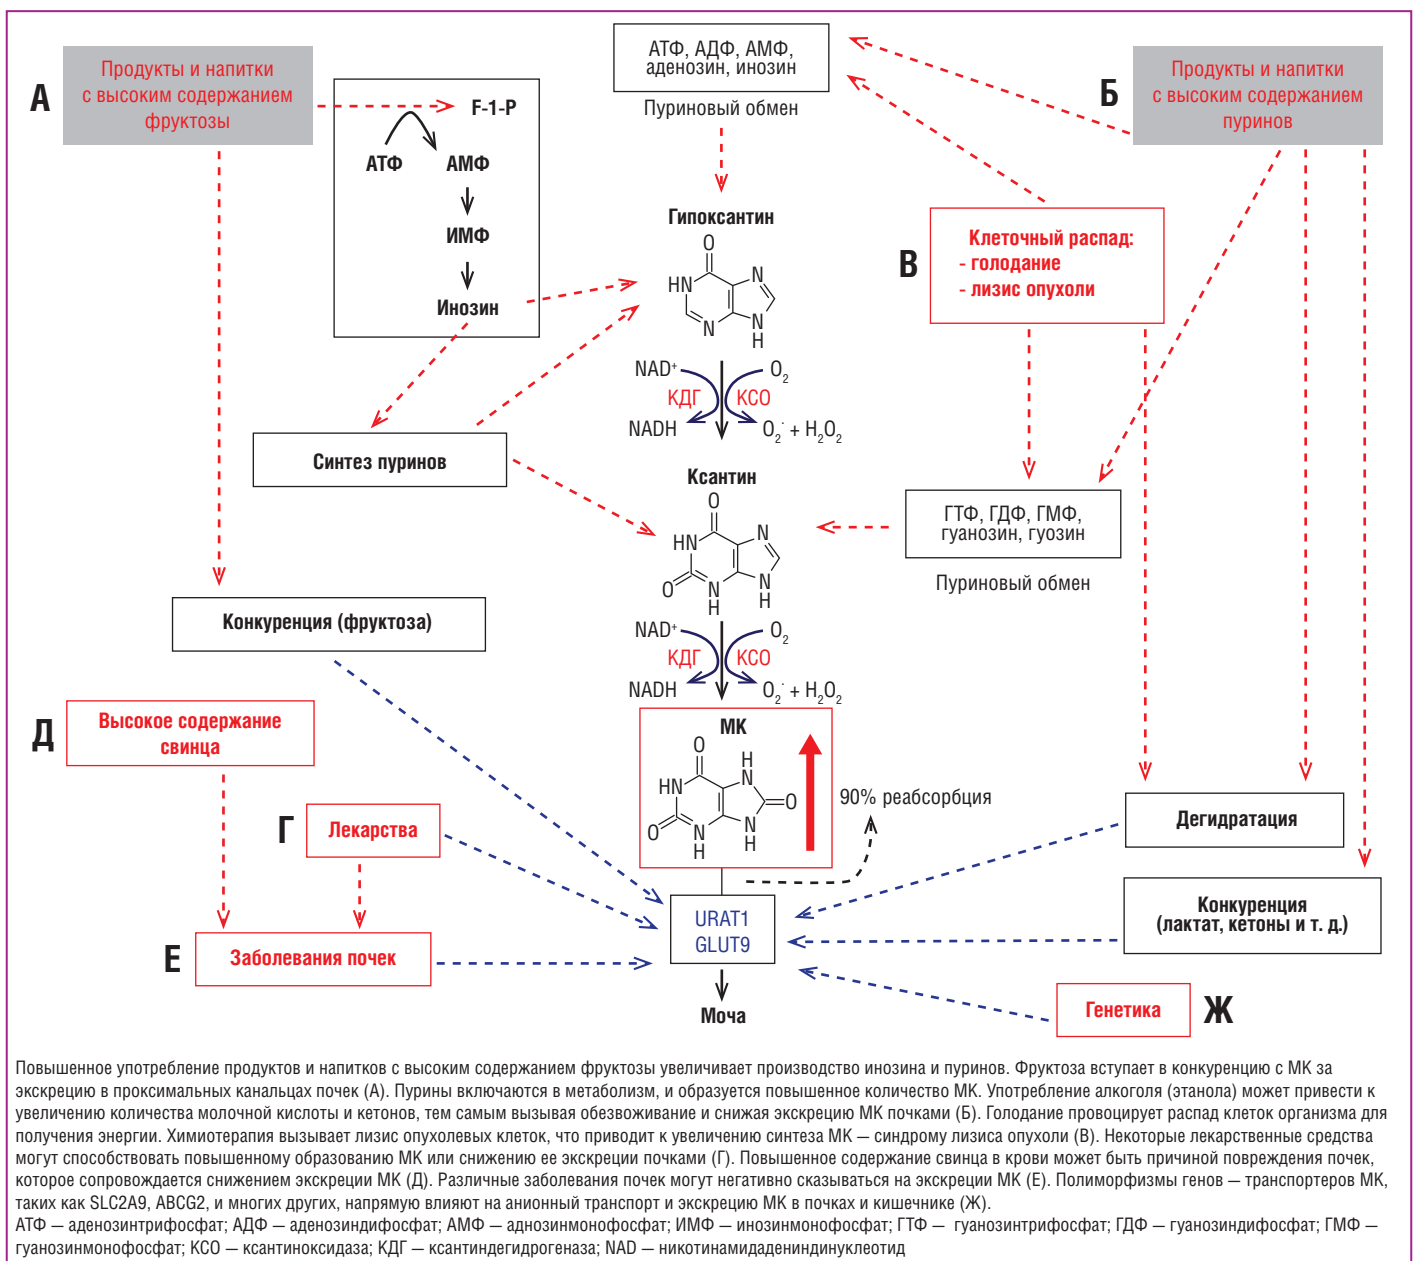 А
Продукты и напитки
с высоким содержанием
фруктозы
F-1-P
АТФ
АМФ
ИМФ
Инозин
АТФ, АДФ, АМФ,
аденозин, инозин
Пуриновый обмен
Б
Продукты и напитки
с высоким содержанием
пуринов
Гипоксантин
O
HN
N
N
N
H
В
Клеточный распад:
- голодание
- лизис опухоли
NAD+
O2
КДГ
КСО
NADH
O2˙ + H2O2
Синтез пуринов
Ксантин
O
HN
N
O
N
H
N
H
ГТФ, ГДФ, ГМФ,
гуанозин, гуозин
Пуриновый обмен
Конкуренция (фруктоза)
NAD+
O2
КДГ
КСО
NADH
O2˙ + H2O2
Д
Высокое содержание
свинца
МК
O
H
N
HN
O
O
N
H
N
H
90% реабсорбция
Г
Лекарства
Дегидратация
Конкуренция
(лактат, кетоны и т. д.)
URAT1
GLUT9
Е
Заболевания почек
Моча
Генетика
Ж
Повышенное употребление продуктов и напитков с высоким содержанием фруктозы увеличивает производство инозина и пуринов. Фруктоза вступает в конкуренцию с МК за
экскрецию в проксимальных канальцах почек (А). Пурины включаются в метаболизм, и образуется повышенное количество МК. Употребление алкоголя (этанола) может привести к
увеличению количества молочной кислоты и кетонов, тем самым вызывая обезвоживание и снижая экскрецию МК почками (Б). Голодание провоцирует распад клеток организма для
получения энергии. Химиотерапия вызывает лизис опухолевых клеток, что приводит к увеличению синтеза МК — синдрому лизиса опухоли (В). Некоторые лекарственные средства
могут способствовать повышенному образованию МК или снижению ее экскреции почками (Г). Повышенное содержание свинца в крови может быть причиной повреждения почек,
которое сопровождается снижением экскреции МК (Д). Различные заболевания почек могут негативно сказываться на экскреции МК (Е). Полиморфизмы генов — транспортеров МК,
таких как SLC2A9, ABCG2, и многих других, напрямую влияют на анионный транспорт и экскрецию МК в почках и кишечнике (Ж).
АТФ — аденозинтрифосфат; АДФ — аденозиндифосфат; АМФ — аднозинмонофосфат; ИМФ — инозинмонофосфат; ГТФ — гуанозинтрифосфат; ГДФ — гуанозиндифосфат; ГМФ —
гуанозинмонофосфат; КСО — ксантиноксидаза; КДГ — ксантиндегидрогеназа; NAD — никотинамидадениндинуклеотид